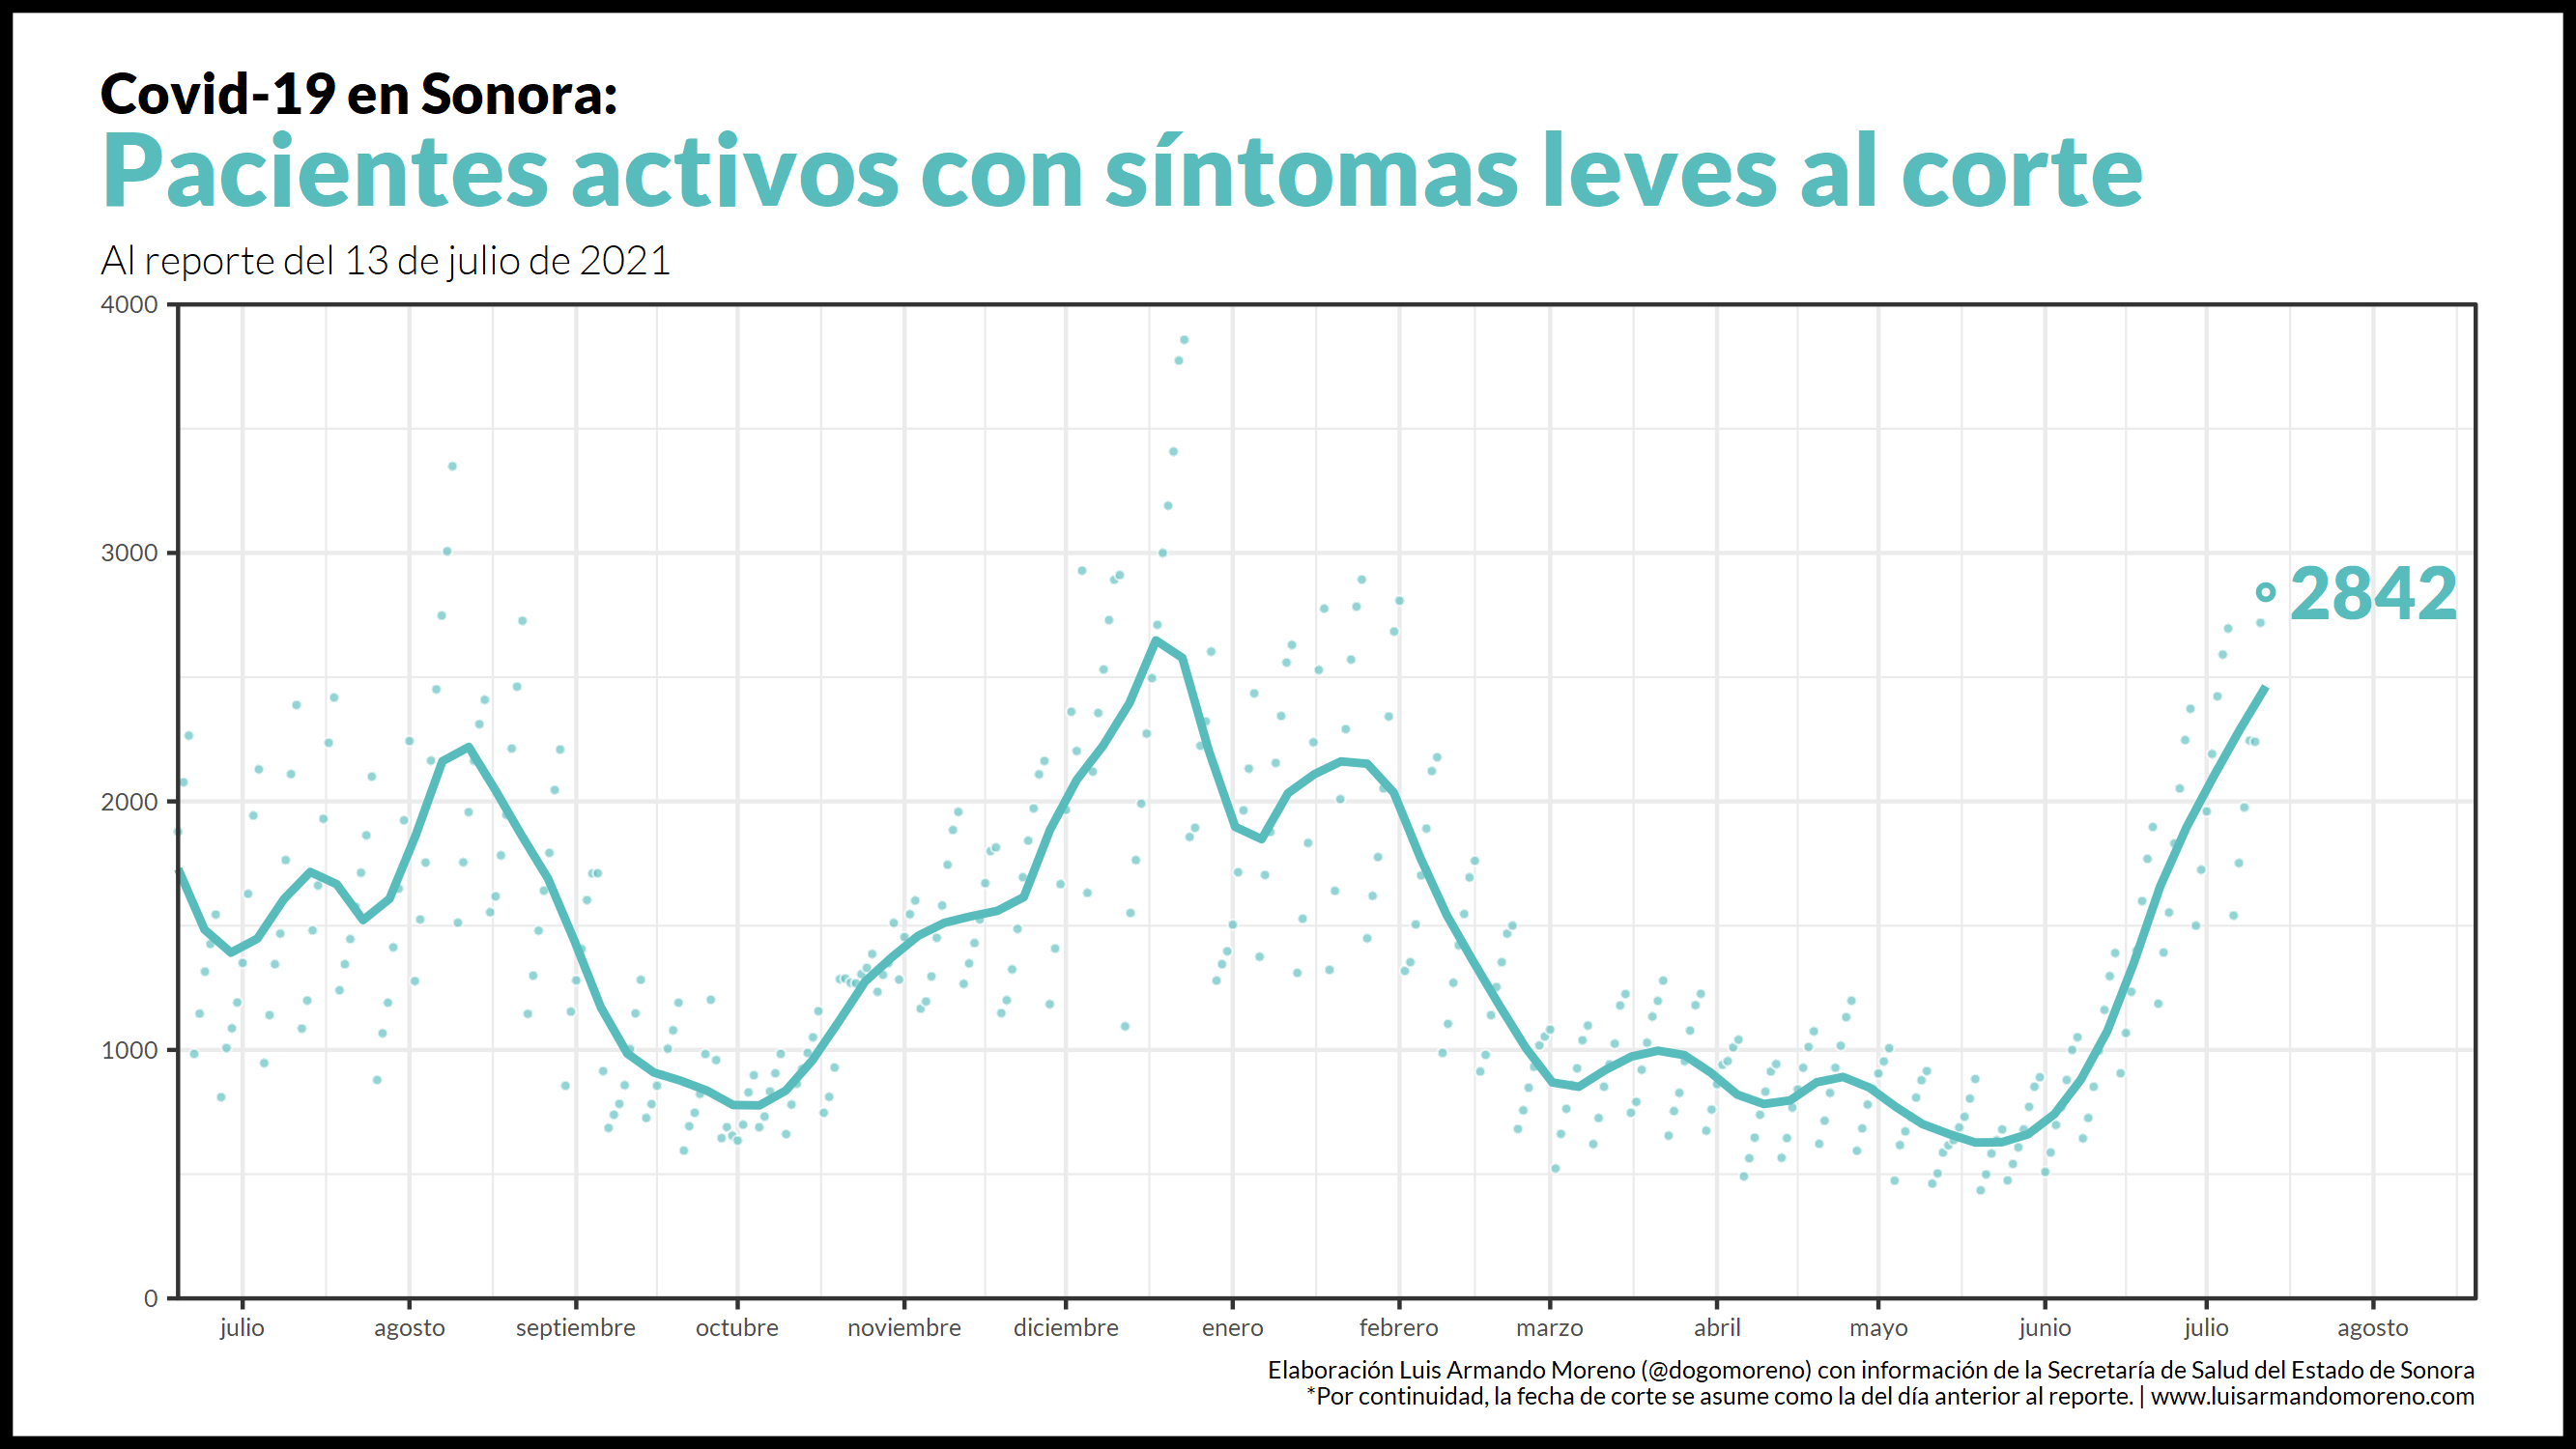 Covid-19 en Sonora:
Pacientes activos con síntomas leves al corte
Al reporte del 13 de julio de 2021
4000
3000
2000
1000
0
2842
julio agosto septiembre octubre noviembre diciembre enero febrero marzo abril mayo junio julio agosto
Elaboración Luis Armando Moreno (@dogomoreno) con información de la Secretaría de Salud del Estado de Sonora
*Por continuidad, la fecha de corte se asume como la del día anterior al reporte. | www.luisarmandomoreno.com